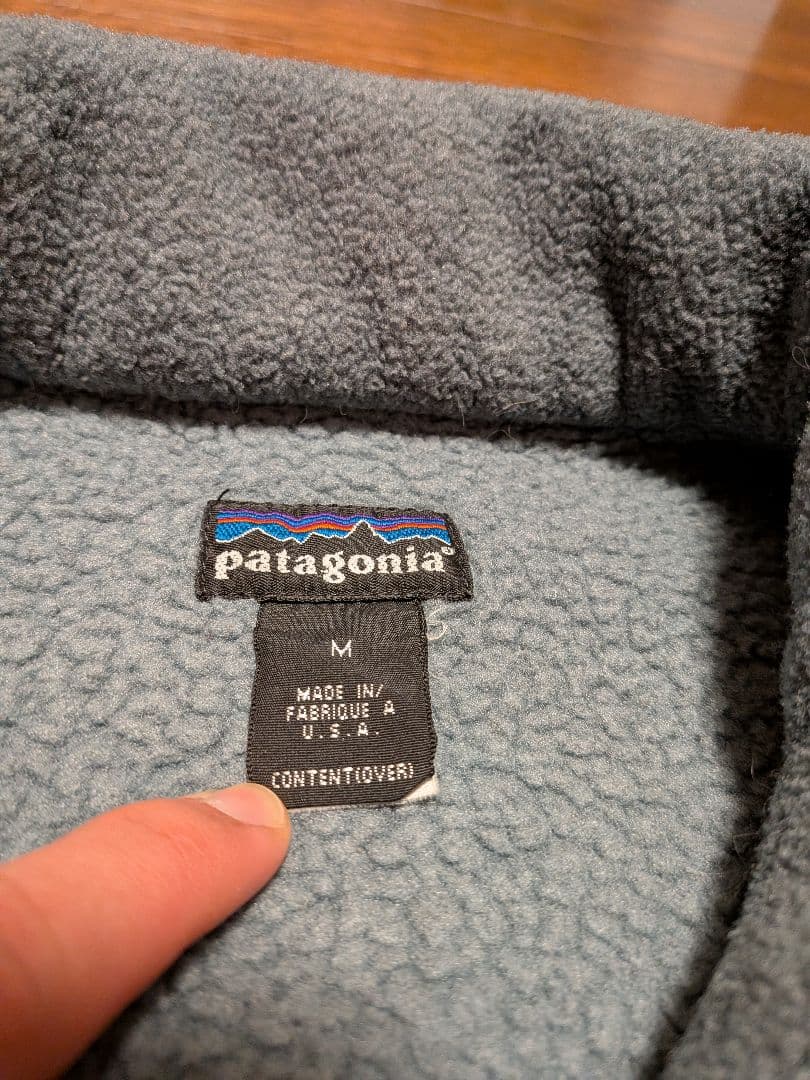 patagonia®
M
MADE IN/
FABRIQUE A
U.S.A.
CONTENT(OVER)